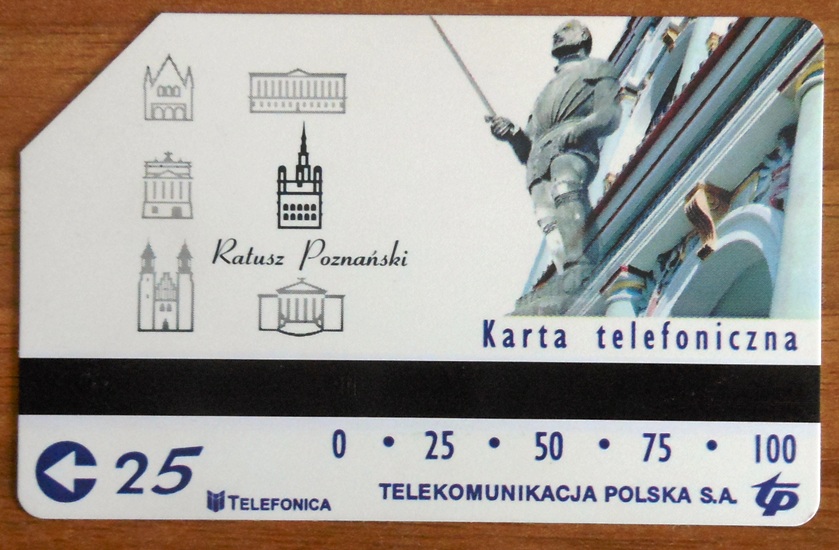 Ratusz Poznański
Karta telefoniczna
0 • 25 • 50 • 75 • 100
25
TELEFONICA
TELEKOMUNIKACJA POLSKA S.A. tp